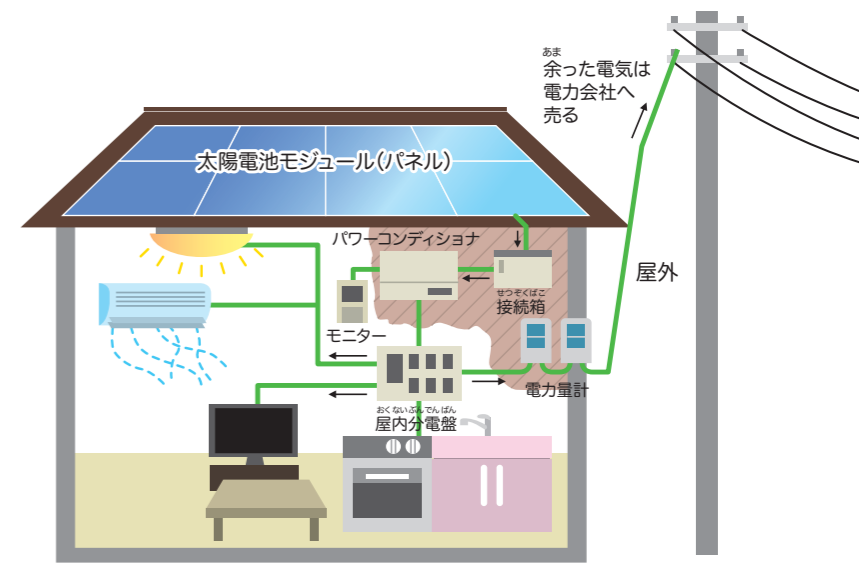 あま
余った電気は
電力会社へ
売る
太陽電池モジュール（パネル）
パワーコンディショナ
屋外
せつぞくばこ
接続箱
モニター
電力量計
おくないぶんでんばん
屋内分電盤